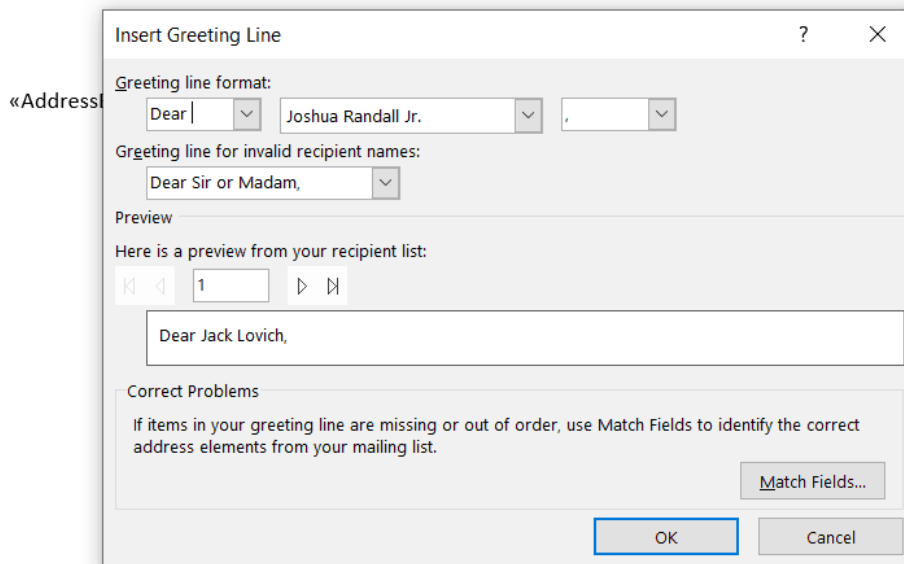 Insert Greeting Line ?
Greeting line format:
«Address
Dear Joshua Randall Jr. ,
Greeting line for invalid recipient names:
Dear Sir or Madam,
Preview
Here is a preview from your recipient list:
1
Dear Jack Lovich,
Correct Problems
If items in your greeting line are missing or out of order, use Match Fields to identify the correct
address elements from your mailing list.
Match Fields...
OK Cancel